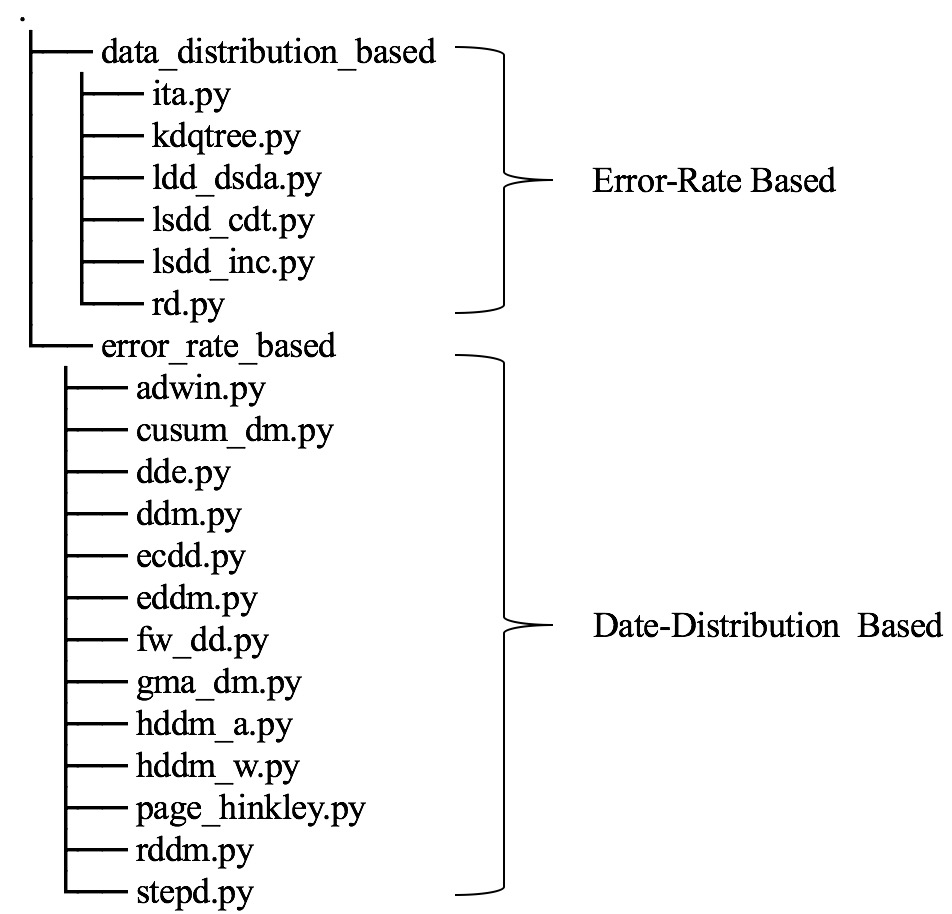 .
data_distribution_based
ita.py
kdqtree.py
ldd_dsda.py
lsdd_cdt.py
lsdd_inc.py
rd.py
Error-Rate Based
error_rate_based
adwin.py
cusum_dm.py
dde.py
ddm.py
ecdd.py
eddm.py
fw_dd.py
gma_dm.py
hddm_a.py
hddm_w.py
page_hinkley.py
rddm.py
stepd.py
Date-Distribution Based